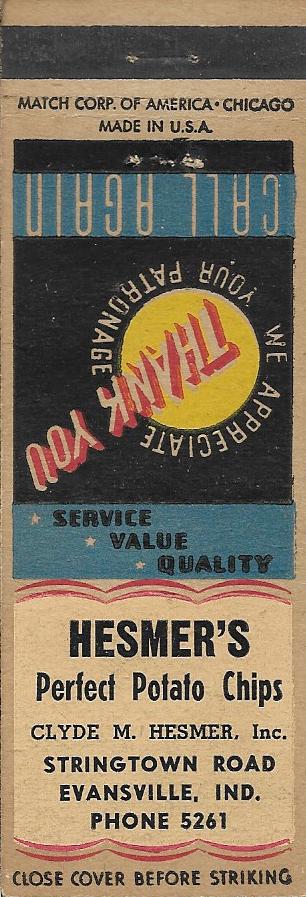 MATCH CORP. OF AMERICA • CHICAGO
MADE IN U.S.A.
CALL AGAIN
WE APPRECIATE YOUR PATRONAGE
THANK YOU
* SERVICE
* VALUE
* QUALITY
HESMER'S
Perfect Potato Chips
CLYDE M. HESMER, Inc.
STRINGTOWN ROAD
EVANSVILLE, IND.
PHONE 5261
CLOSE COVER BEFORE STRIKING